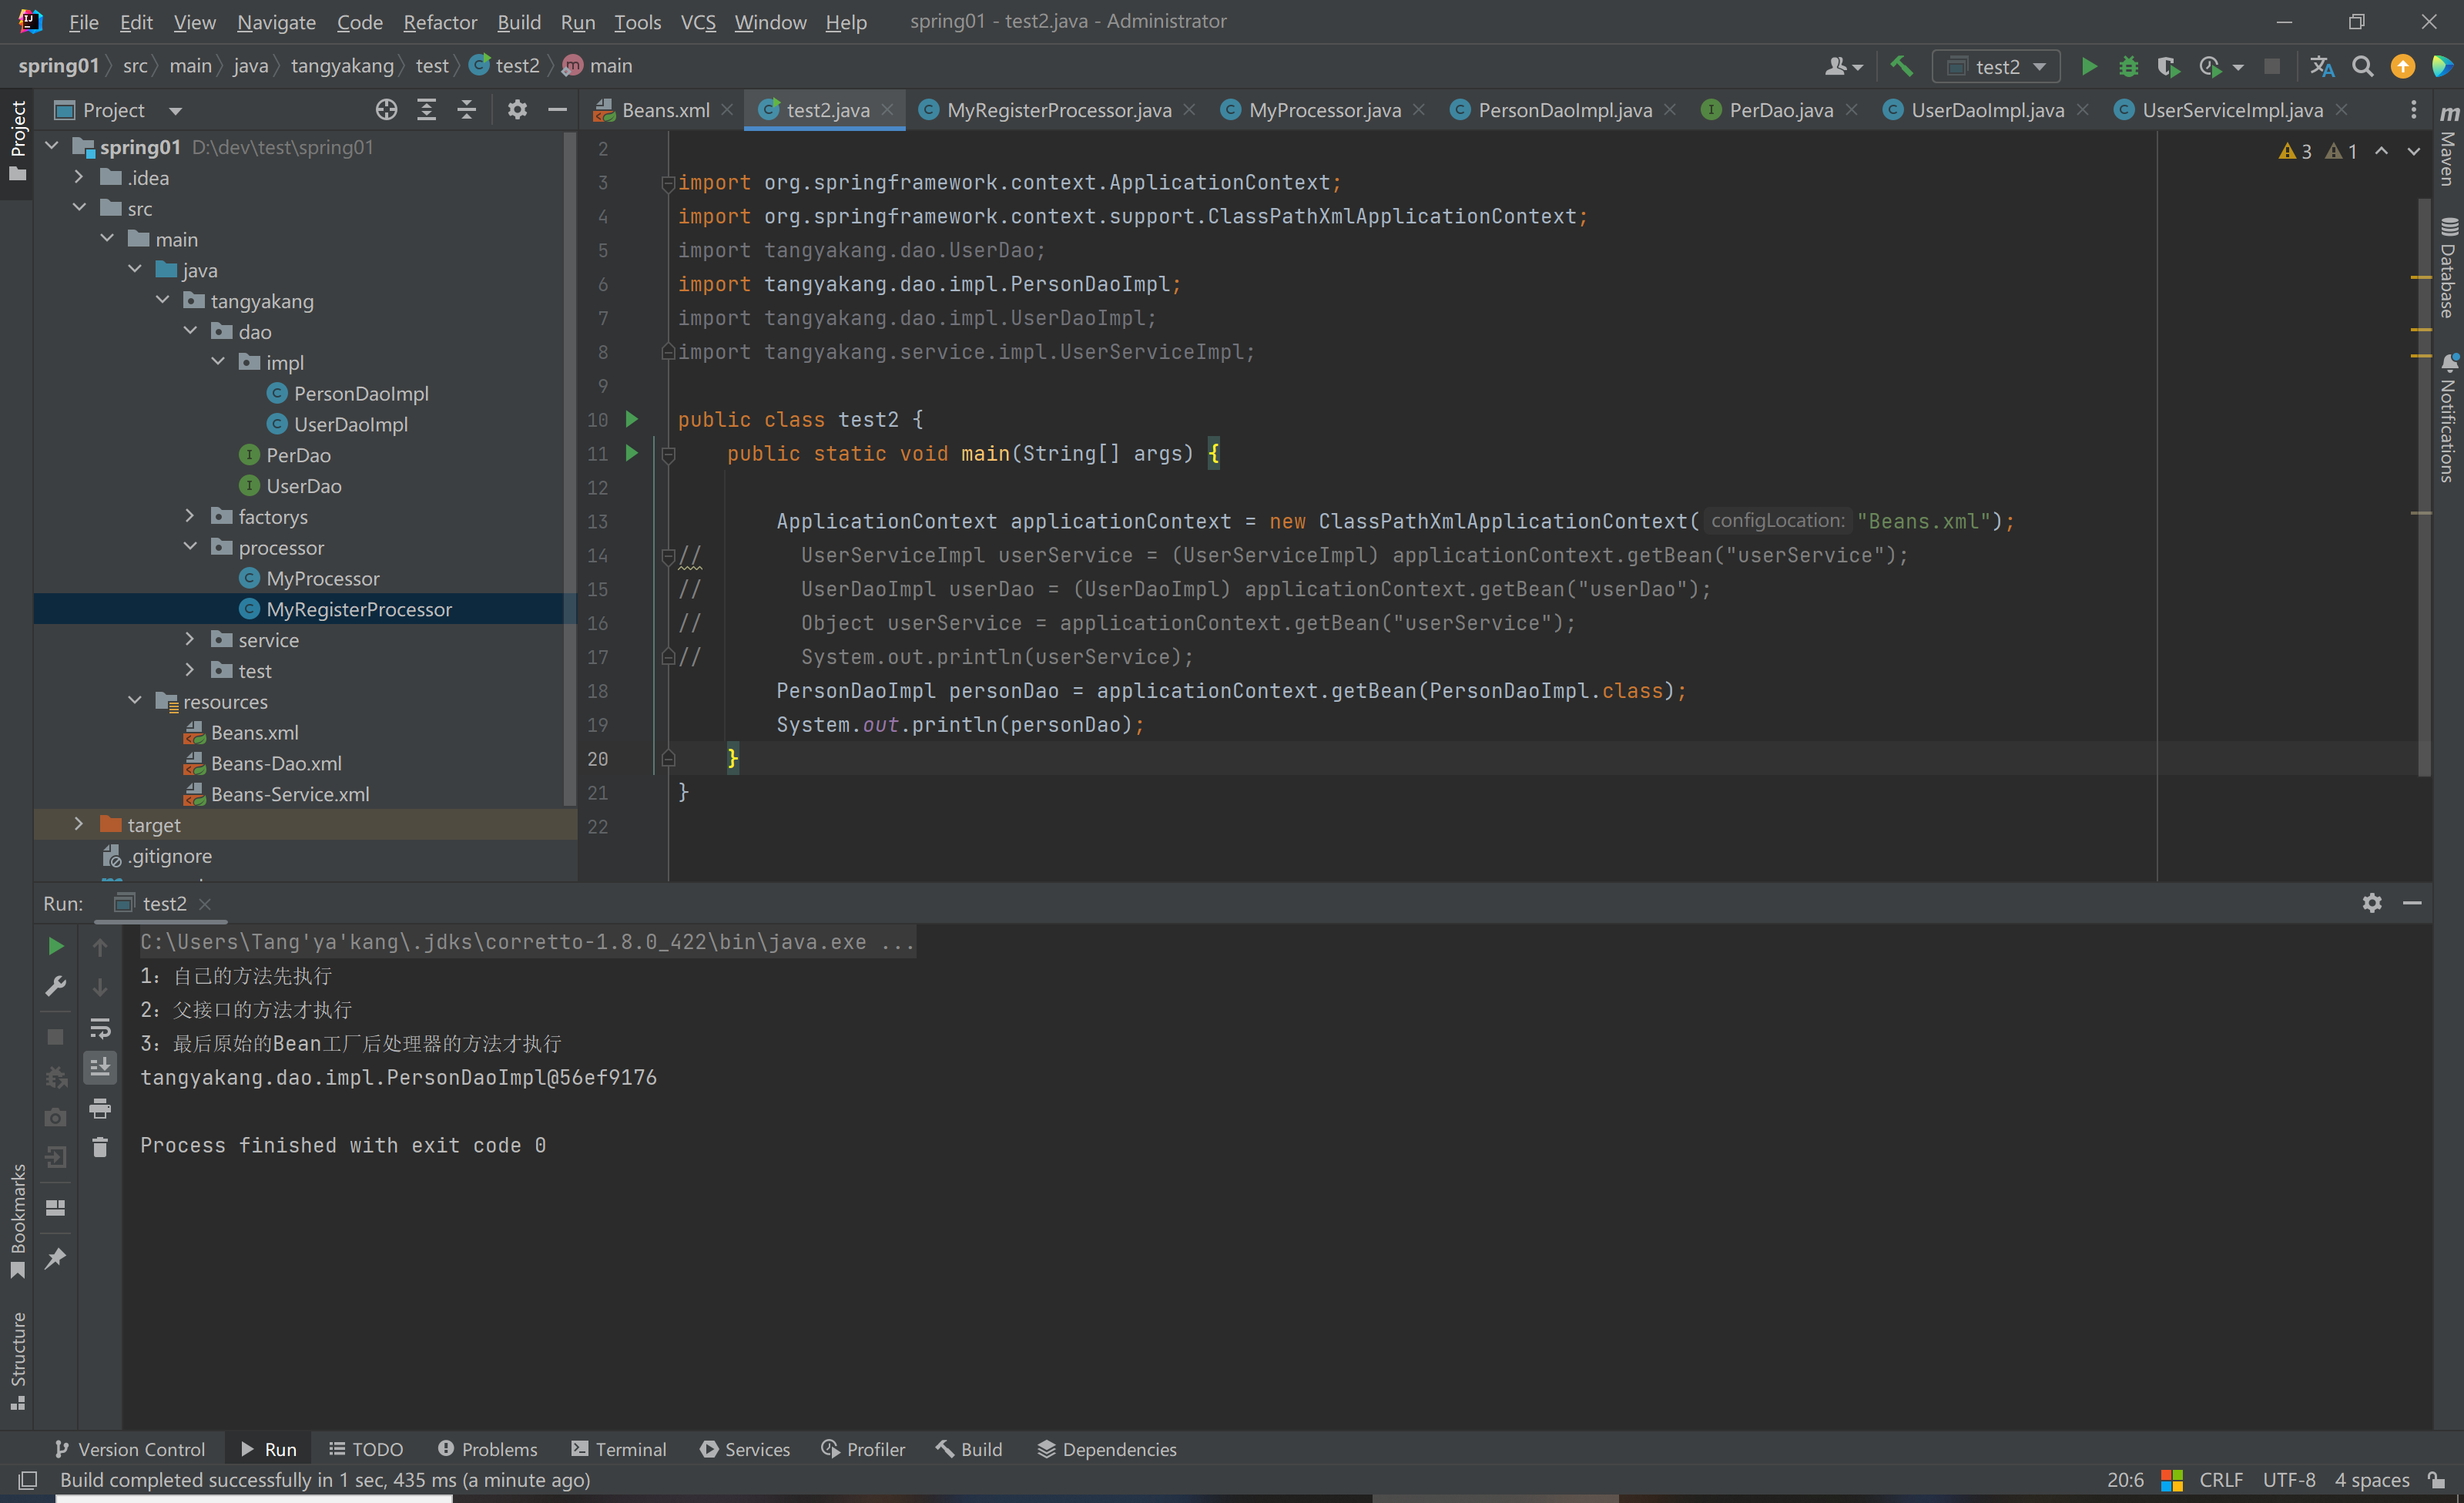 File Edit View Navigate Code Refactor Build Run Tools VCS Window Help spring01 - test2.java - Administrator
spring01 src main java tangyakang test test2 main
test2
Project
Beans.xml test2.java MyRegisterProcessor.java MyProcessor.java PersonDaoImpl.java PerDao.java UserDaoImpl.java UserServiceImpl.java
Project
spring01 D:\dev\test\spring01
.idea
src
main
java
tangyakang
dao
impl
PersonDaoImpl
UserDaoImpl
PerDao
UserDao
factorys
processor
MyProcessor
MyRegisterProcessor
service
test
resources
Beans.xml
Beans-Dao.xml
Beans-Service.xml
target
.gitignore
3 1
2
3 import org.springframework.context.ApplicationContext;
4 import org.springframework.context.support.ClassPathXmlApplicationContext;
5 import tangyakang.dao.UserDao;
6 import tangyakang.dao.impl.PersonDaoImpl;
7 import tangyakang.dao.impl.UserDaoImpl;
8 import tangyakang.service.impl.UserServiceImpl;
9
10 public class test2 {
11 public static void main(String[] args) {
12
13 ApplicationContext applicationContext = new ClassPathXmlApplicationContext( configLocation: "Beans.xml");
14 // UserServiceImpl userService = (UserServiceImpl) applicationContext.getBean("userService");
15 // UserDaoImpl userDao = (UserDaoImpl) applicationContext.getBean("userDao");
16 // Object userService = applicationContext.getBean("userService");
17 // System.out.println(userService);
18 PersonDaoImpl personDao = applicationContext.getBean(PersonDaoImpl.class);
19 System.out.println(personDao);
20 }
21 }
22
m Maven
Database
Notifications
Run: test2
C:\Users\Tang'ya'kang\.jdks\corretto-1.8.0_422\bin\java.exe ...
1: 自己的方法先执行
2: 父接口的方法才执行
3: 最后原始的Bean工厂后处理器的方法才执行
tangyakang.dao.impl.PersonDaoImpl@56ef9176
Process finished with exit code 0
Bookmarks
Structure
Version Control Run TODO Problems Terminal Services Profiler Build Dependencies
Build completed successfully in 1 sec, 435 ms (a minute ago)
20:6 CRLF UTF-8 4 spaces